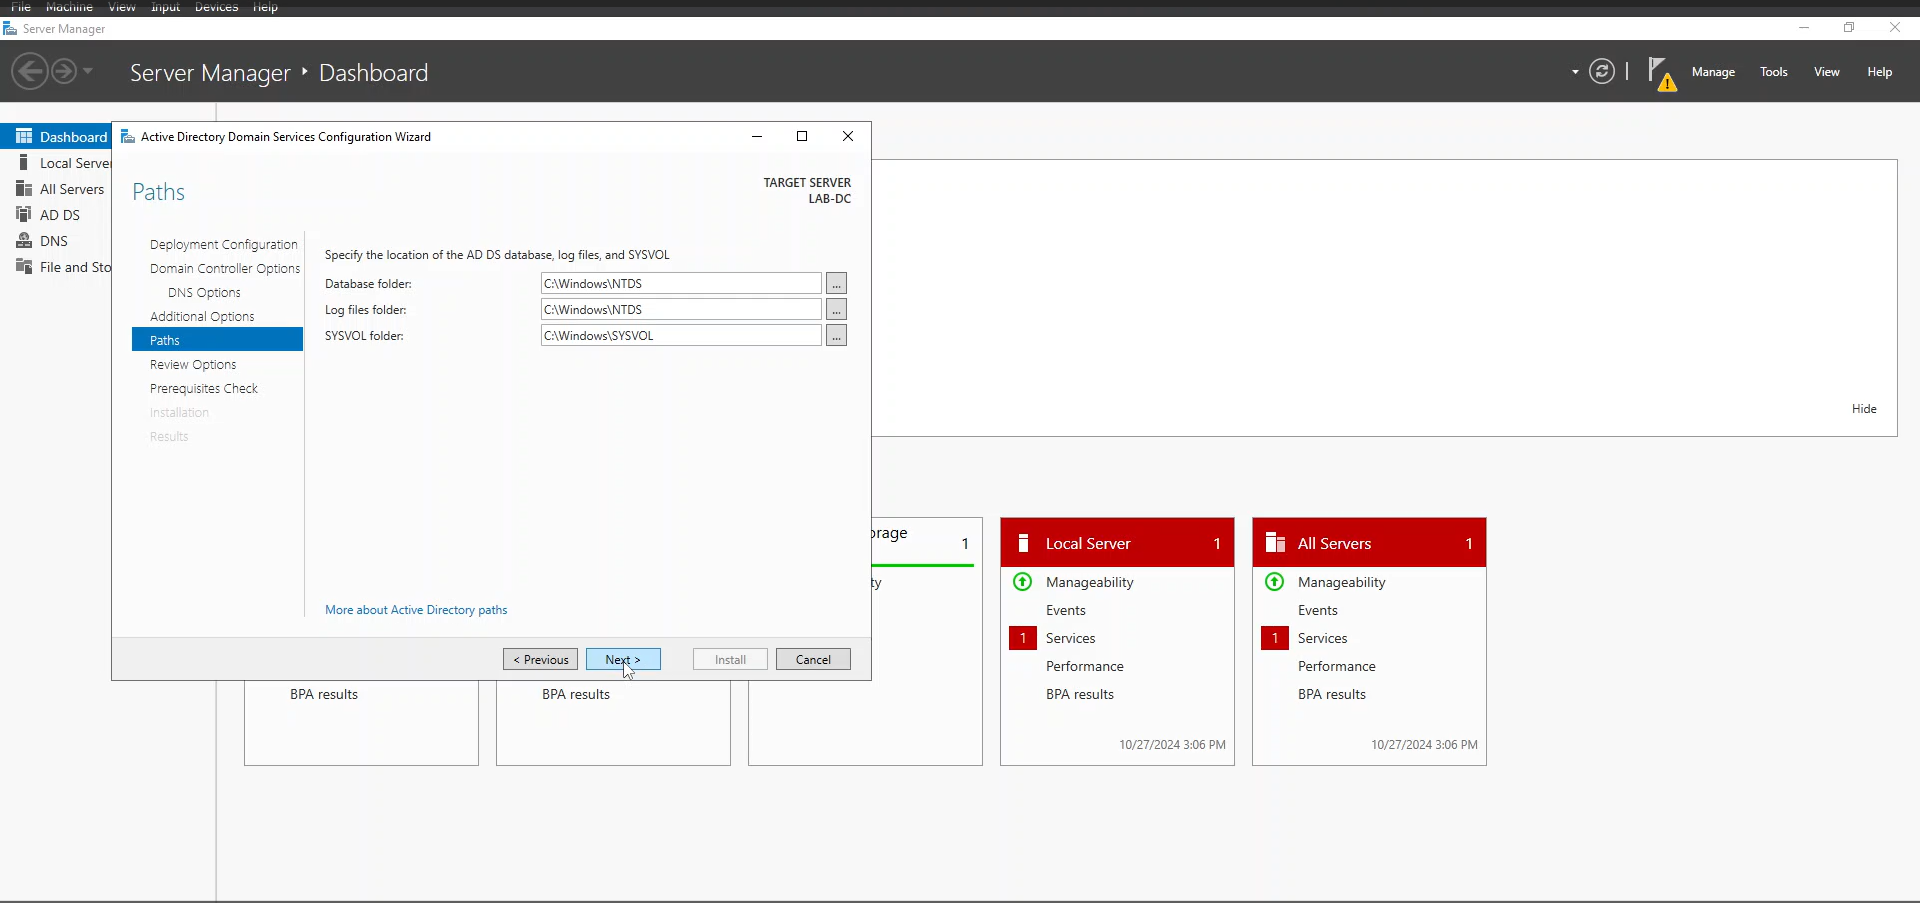 File Machine View Input Devices Help
Server Manager
Server Manager ‣ Dashboard
Manage Tools View Help
Dashboard
Local Server
All Servers
AD DS
DNS
File and Sto
Active Directory Domain Services Configuration Wizard
Paths
TARGET SERVER
LAB-DC
Deployment Configuration
Domain Controller Options
DNS Options
Additional Options
Paths
Review Options
Prerequisites Check
Installation
Results
Specify the location of the AD DS database, log files, and SYSVOL
Database folder: C:\Windows\NTDS ...
Log files folder: C:\Windows\NTDS ...
SYSVOL folder: C:\Windows\SYSVOL ...
More about Active Directory paths
< Previous Next > Install Cancel
Hide
BPA results
BPA results
orage 1
ty
Local Server 1
Manageability
Events
1 Services
Performance
BPA results
10/27/2024 3:06 PM
All Servers 1
Manageability
Events
1 Services
Performance
BPA results
10/27/2024 3:06 PM